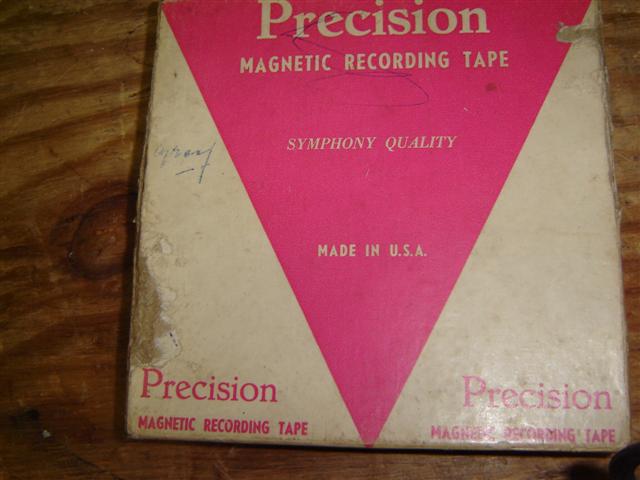 Precision
MAGNETIC RECORDING TAPE
SYMPHONY QUALITY
MADE IN U.S.A.
Precision
MAGNETIC RECORDING TAPE
Precision
MAGNETIC RECORDING TAPE